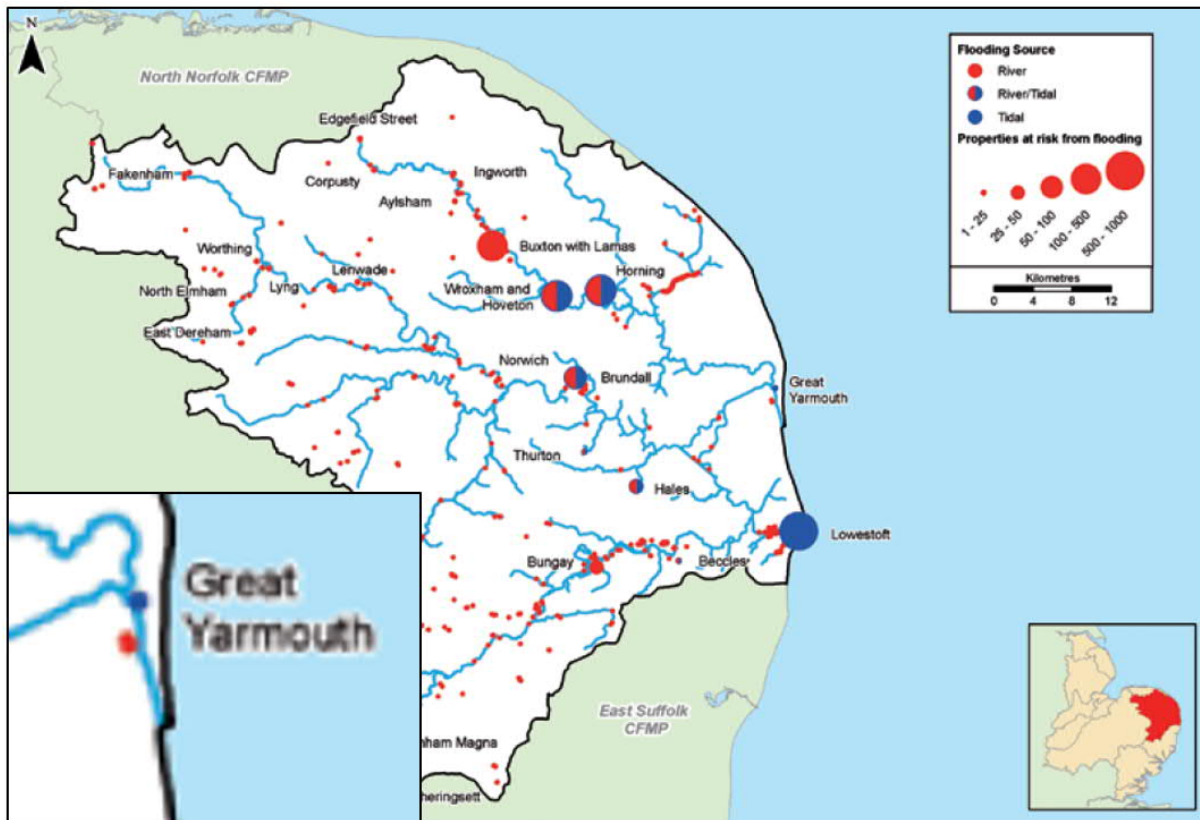 N
North Norfolk CFMP
Edgefield Street
Fakenham
Corpusty
Ingworth
Aylsham
Worthing
Buxton with Lamas
Lenwade
Horning
North Elmham
Lyng
Wroxham and
Hoveton
East Dereham
Norwich
Brundall
Great
Yarmouth
Thurton
Hales
Lowestoft
Bungay
Beccles
East Suffolk
CFMP
nham Magna
heringsett
Flooding Source
River
River/Tidal
Tidal
Properties at risk from flooding
1 - 25
25 - 50
50 - 100
100 - 500
500 - 1000
Kilometres
0 4 8 12
Great
Yarmouth